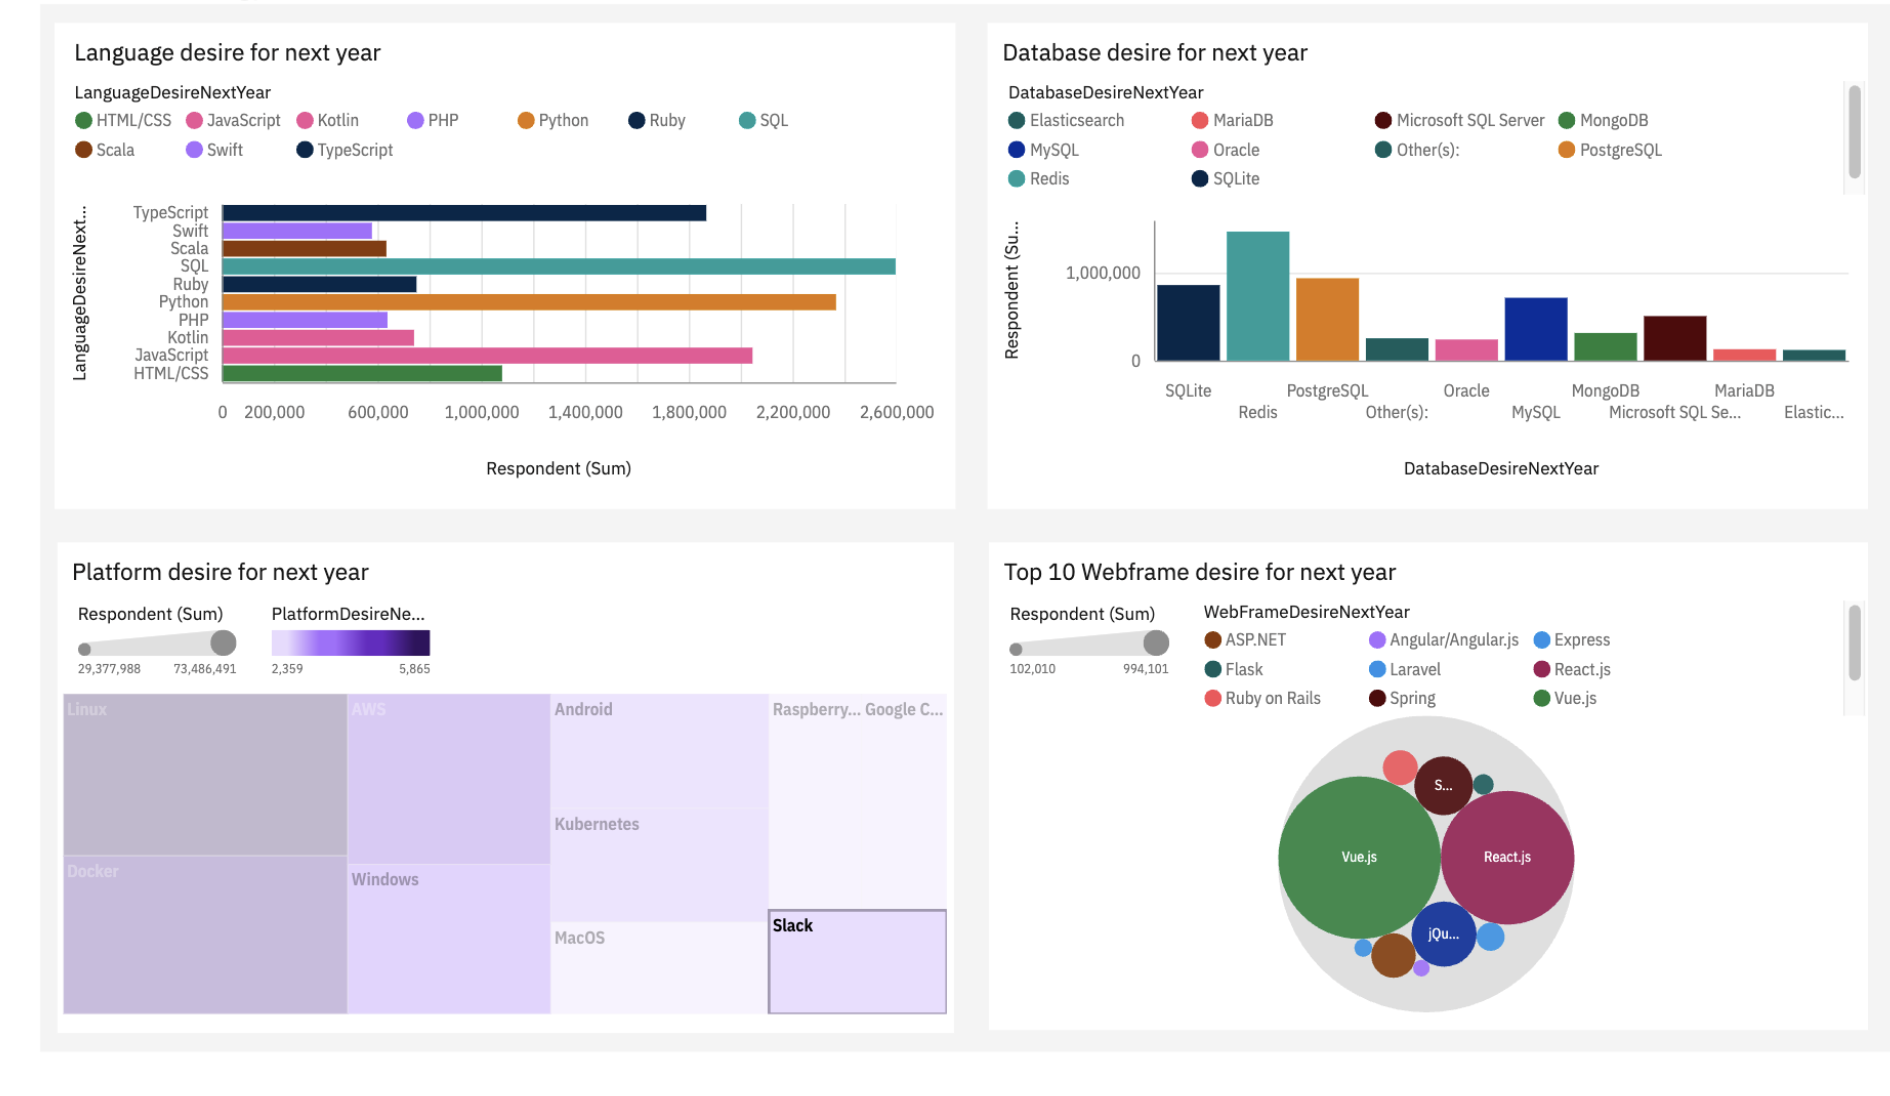 Language desire for next year
LanguageDesireNextYear
HTML/CSS JavaScript Kotlin PHP Python Ruby SQL
Scala Swift TypeScript
LanguageDesireNext...
TypeScript
Swift
Scala
SQL
Ruby
Python
PHP
Kotlin
JavaScript
HTML/CSS
0 200,000 600,000 1,000,000 1,400,000 1,800,000 2,200,000 2,600,000
Respondent (Sum)
Database desire for next year
DatabaseDesireNextYear
Elasticsearch MariaDB Microsoft SQL Server MongoDB
MySQL Oracle Other(s): PostgreSQL
Redis SQLite
Respondent (Su...
1,000,000
0
SQLite PostgreSQL Oracle MongoDB MariaDB
Redis Other(s): MySQL Microsoft SQL Se... Elastic...
DatabaseDesireNextYear
Platform desire for next year
Respondent (Sum) PlatformDesireNe...
29,377,988 73,486,491 2,359 5,865
Linux AWS Android Raspberry... Google C...
Kubernetes
Docker Windows
Slack
MacOS
Top 10 Webframe desire for next year
Respondent (Sum) WebFrameDesireNextYear
ASP.NET Angular/Angular.js Express
102,010 994,101 Flask Laravel React.js
Ruby on Rails Spring Vue.js
S...
Vue.js React.js
jQu...